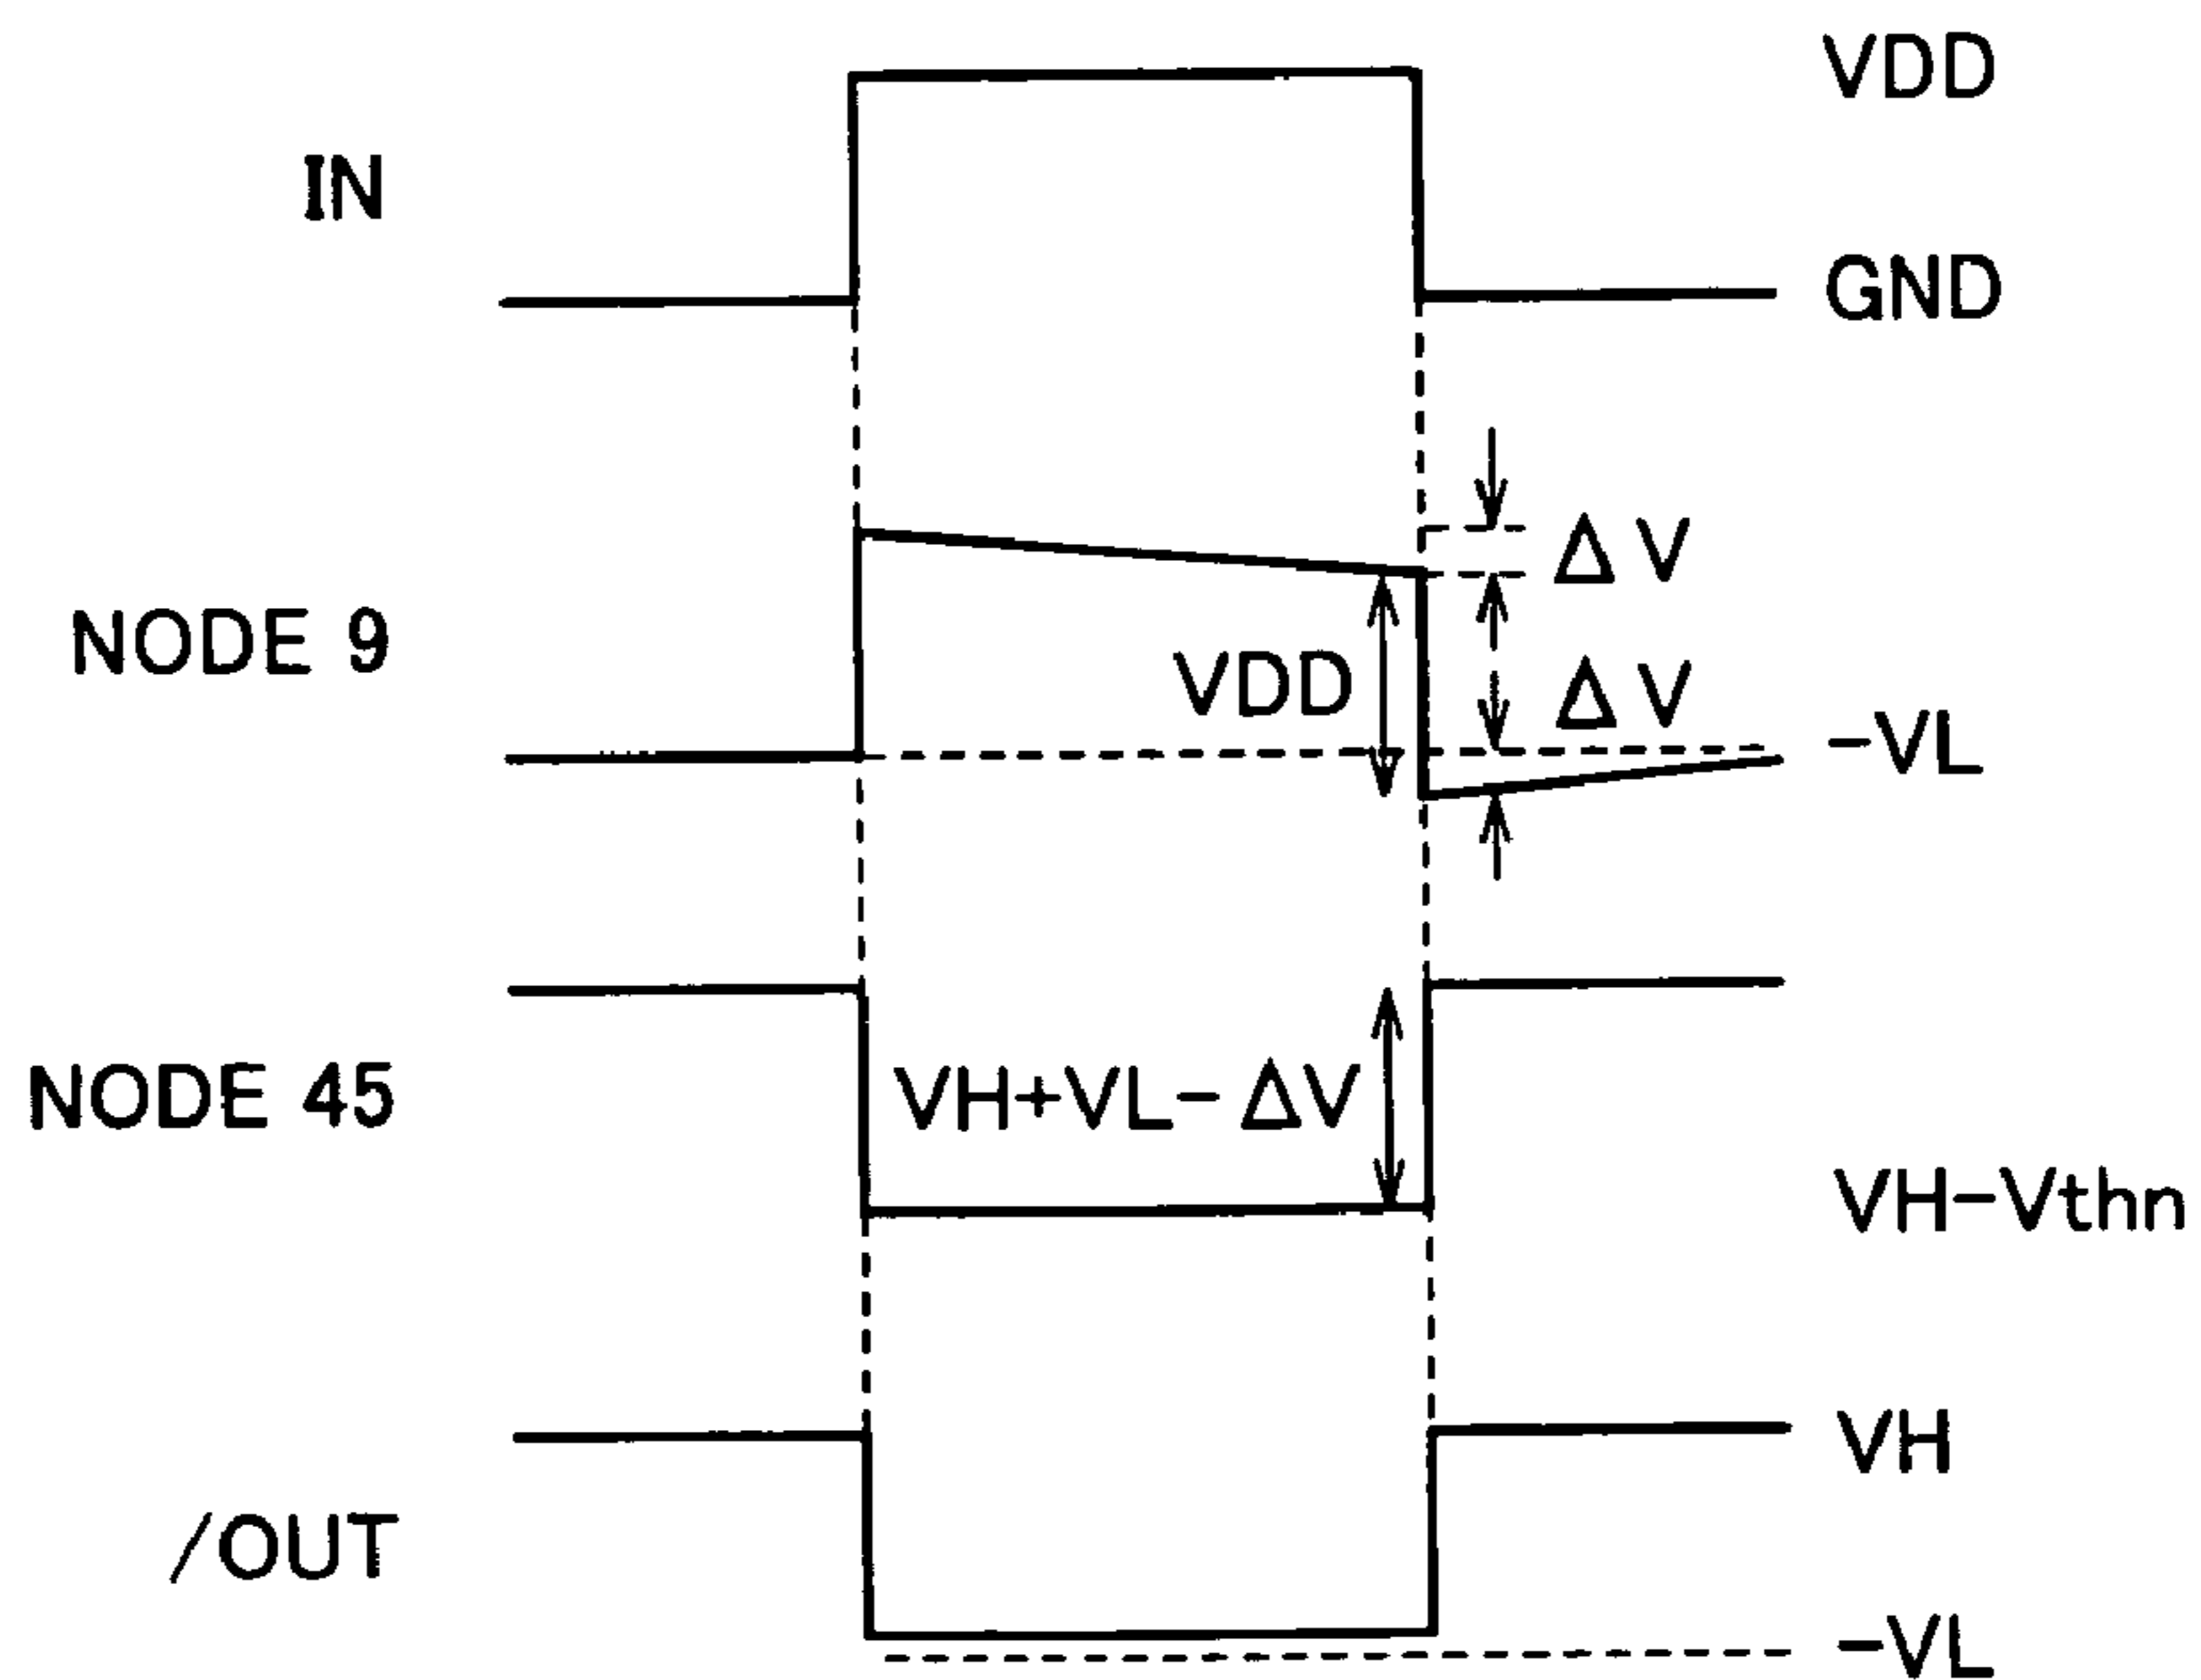 VDD
IN
GND
ΔV
NODE 9
VDD
ΔV
-VL
NODE 45
VH+VL-ΔV
VH-Vthn
VH
/OUT
-VL